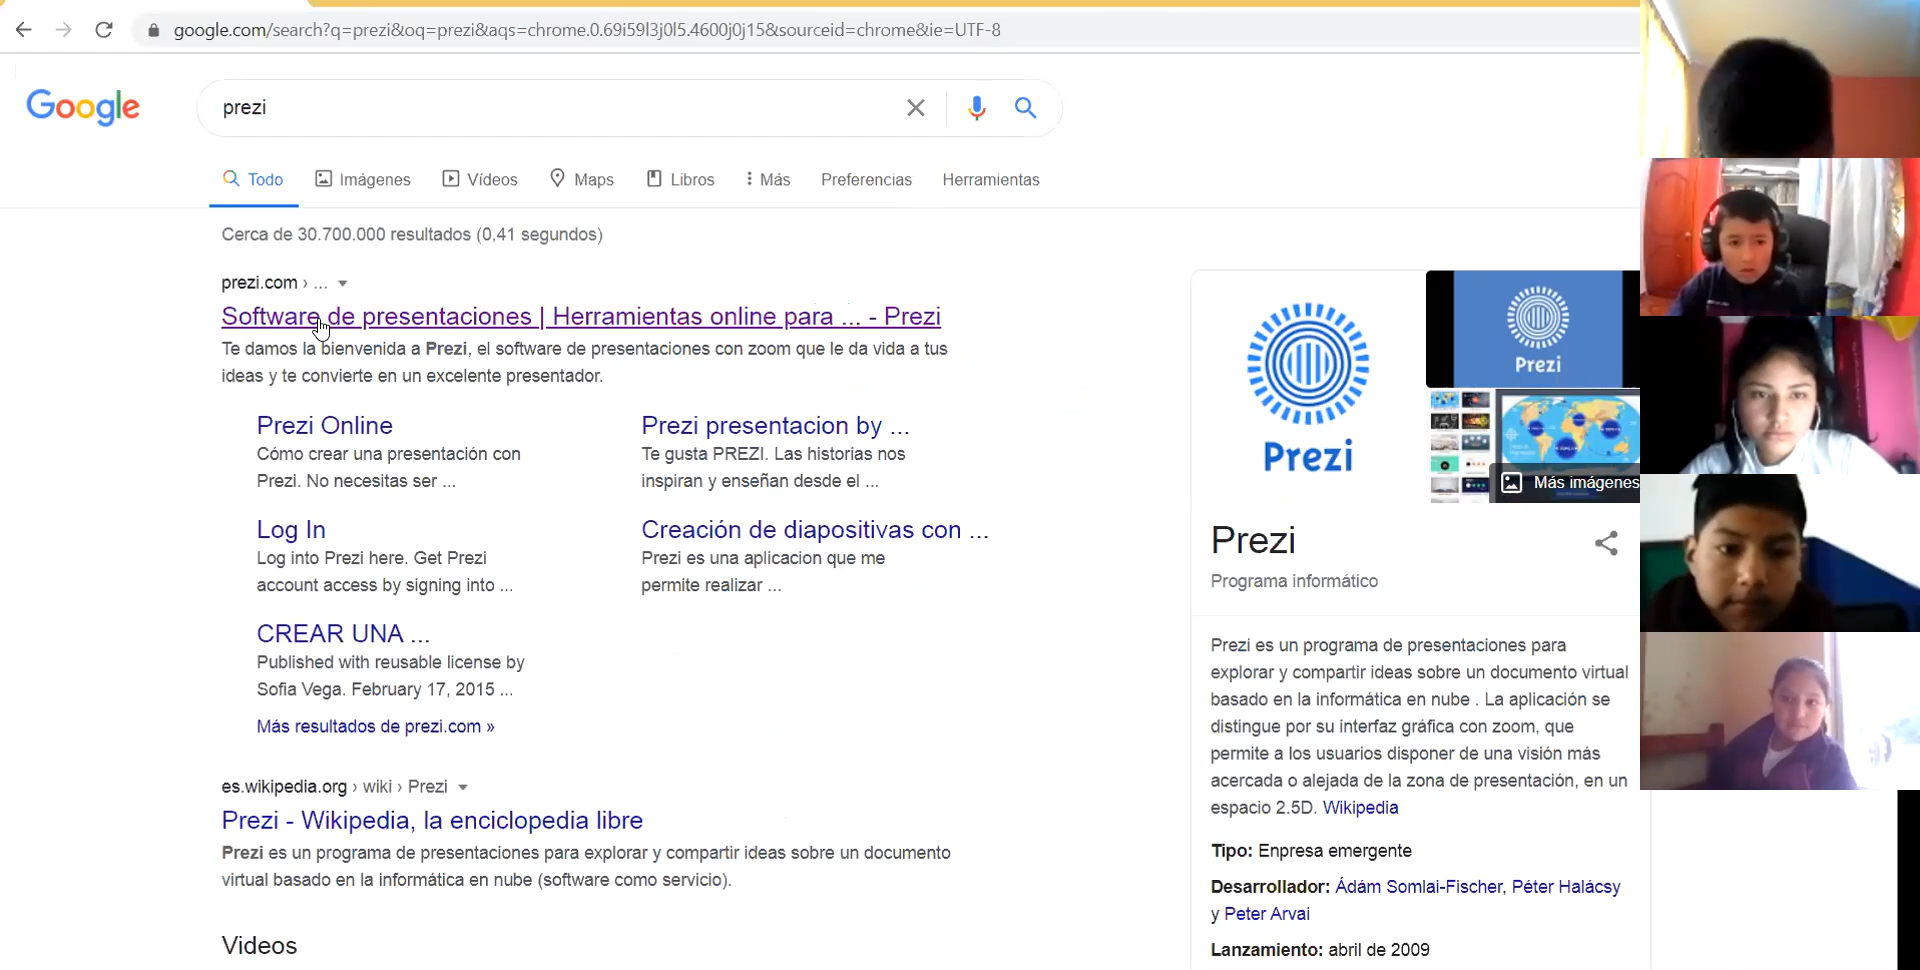 google.com/search?q=prezi&oq=prezi&aqs=chrome.0.69i59l3j0l5.4600j0j15&sourceid=chrome&ie=UTF-8
Google
prezi
Todo Imágenes Vídeos Maps Libros Más Preferencias Herramientas
Cerca de 30.700.000 resultados (0,41 segundos)
prezi.com › ...
Software de presentaciones | Herramientas online para ... - Prezi
Te damos la bienvenida a Prezi, el software de presentaciones con zoom que le da vida a tus
ideas y te convierte en un excelente presentador.
Prezi Online
Cómo crear una presentación con
Prezi. No necesitas ser ...
Prezi presentacion by ...
Te gusta PREZI. Las historias nos
inspiran y enseñan desde el ...
Log In
Log into Prezi here. Get Prezi
account access by signing into ...
Creación de diapositivas con ...
Prezi es una aplicacion que me
permite realizar ...
CREAR UNA ...
Published with reusable license by
Sofia Vega. February 17, 2015 ...
Más resultados de prezi.com »
es.wikipedia.org › wiki › Prezi
Prezi - Wikipedia, la enciclopedia libre
Prezi es un programa de presentaciones para explorar y compartir ideas sobre un documento
virtual basado en la informática en nube (software como servicio).
Videos
Prezi
Prezi
Más imágenes
Prezi
Programa informático
Prezi es un programa de presentaciones para
explorar y compartir ideas sobre un documento virtual
basado en la informática en nube . La aplicación se
distingue por su interfaz gráfica con zoom, que
permite a los usuarios disponer de una visión más
acercada o alejada de la zona de presentación, en un
espacio 2.5D. Wikipedia
Tipo: Enpresa emergente
Desarrollador: Ádám Somlai-Fischer, Péter Halácsy
y Peter Arvai
Lanzamiento: abril de 2009